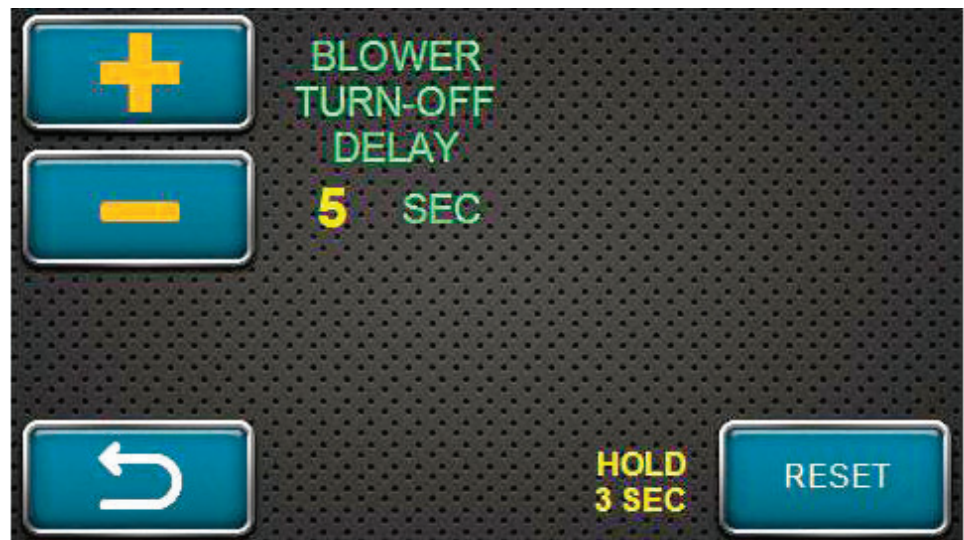 BLOWER
TURN-OFF
DELAY
5 SEC
HOLD
3 SEC
RESET